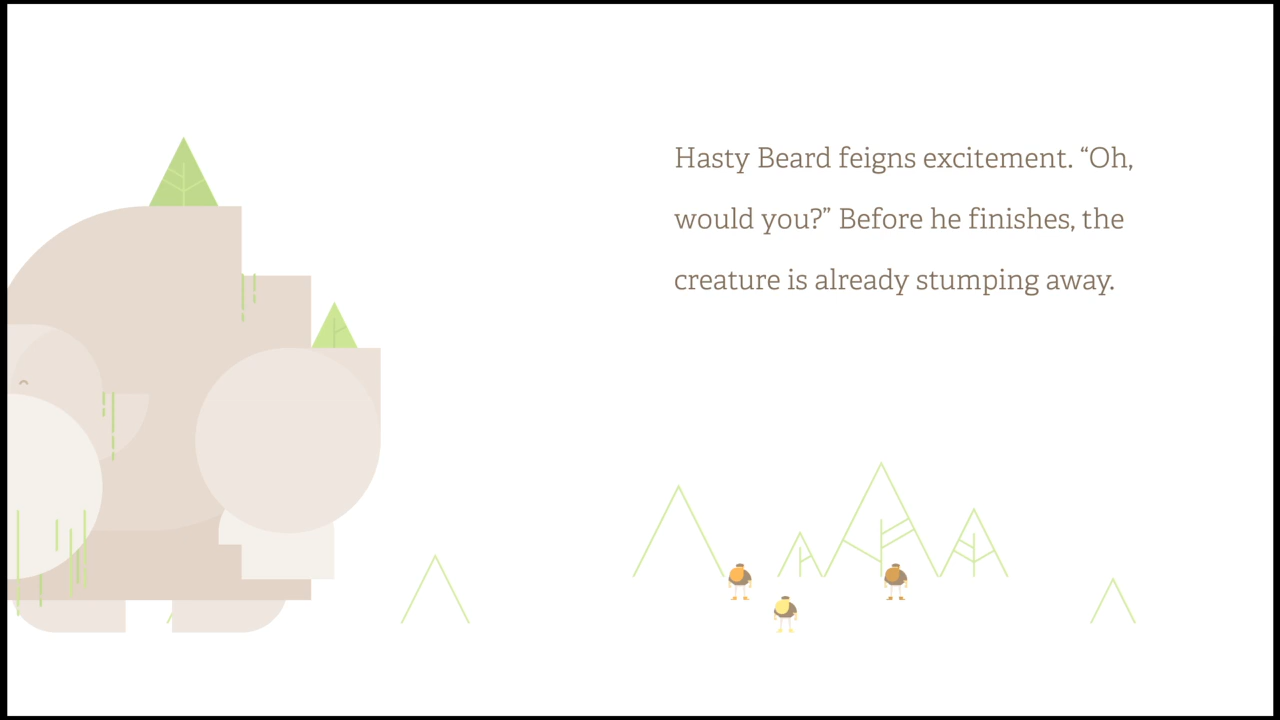 Hasty Beard feigns excitement. “Oh,
would you?” Before he finishes, the
creature is already stumping away.